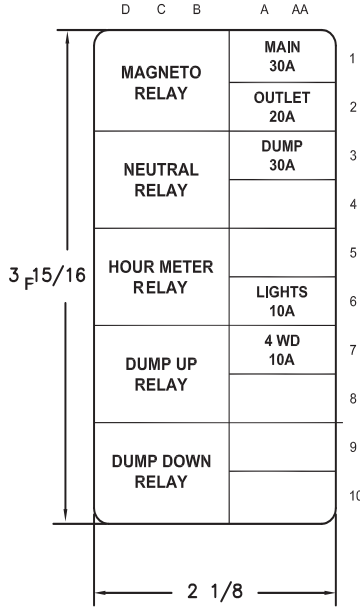 D C B A AA
MAGNETO
RELAY
MAIN
30A
1
OUTLET
20A
2
NEUTRAL
RELAY
DUMP
30A
3
4
HOUR METER
RELAY
5
LIGHTS
10A
6
DUMP UP
RELAY
4 WD
10A
7
8
DUMP DOWN
RELAY
9
10
3 F15/16
2 1/8